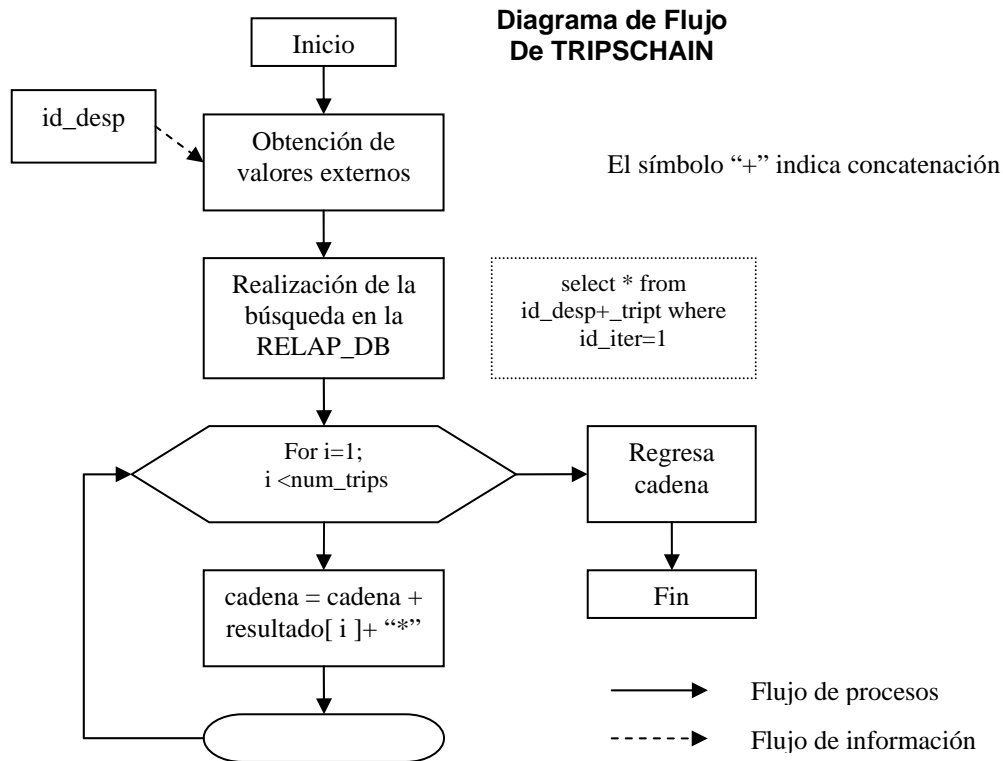 Diagrama de Flujo
De TRIPSCHAIN
Inicio
id_desp
Obtención de
valores externos
El símbolo “+” indica concatenación
Realización de la
búsqueda en la
RELAP_DB
select * from
id_desp+_tript where
id_iter=1
For i=1;
i <num_trips
Regresa
cadena
cadena = cadena +
resultado[ i ]+ “*”
Fin
Flujo de procesos
Flujo de información